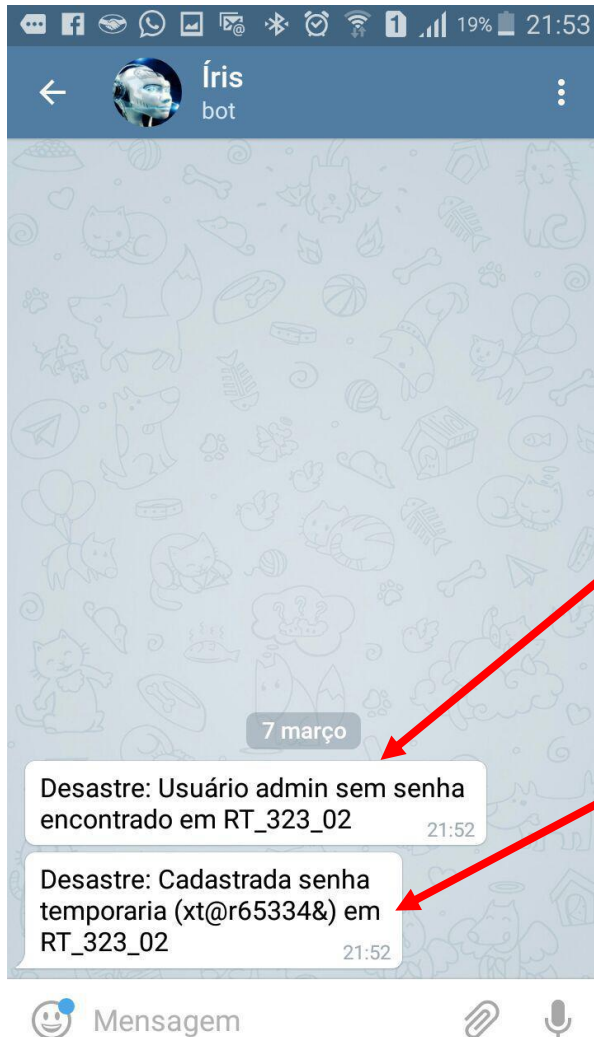 19% 21:53
Íris
bot
7 março
Desastre: Usuário admin sem senha
encontrado em RT_323_02
21:52
Desastre: Cadastrada senha
temporaria (xt@r65334&) em
RT_323_02
21:52
Mensagem